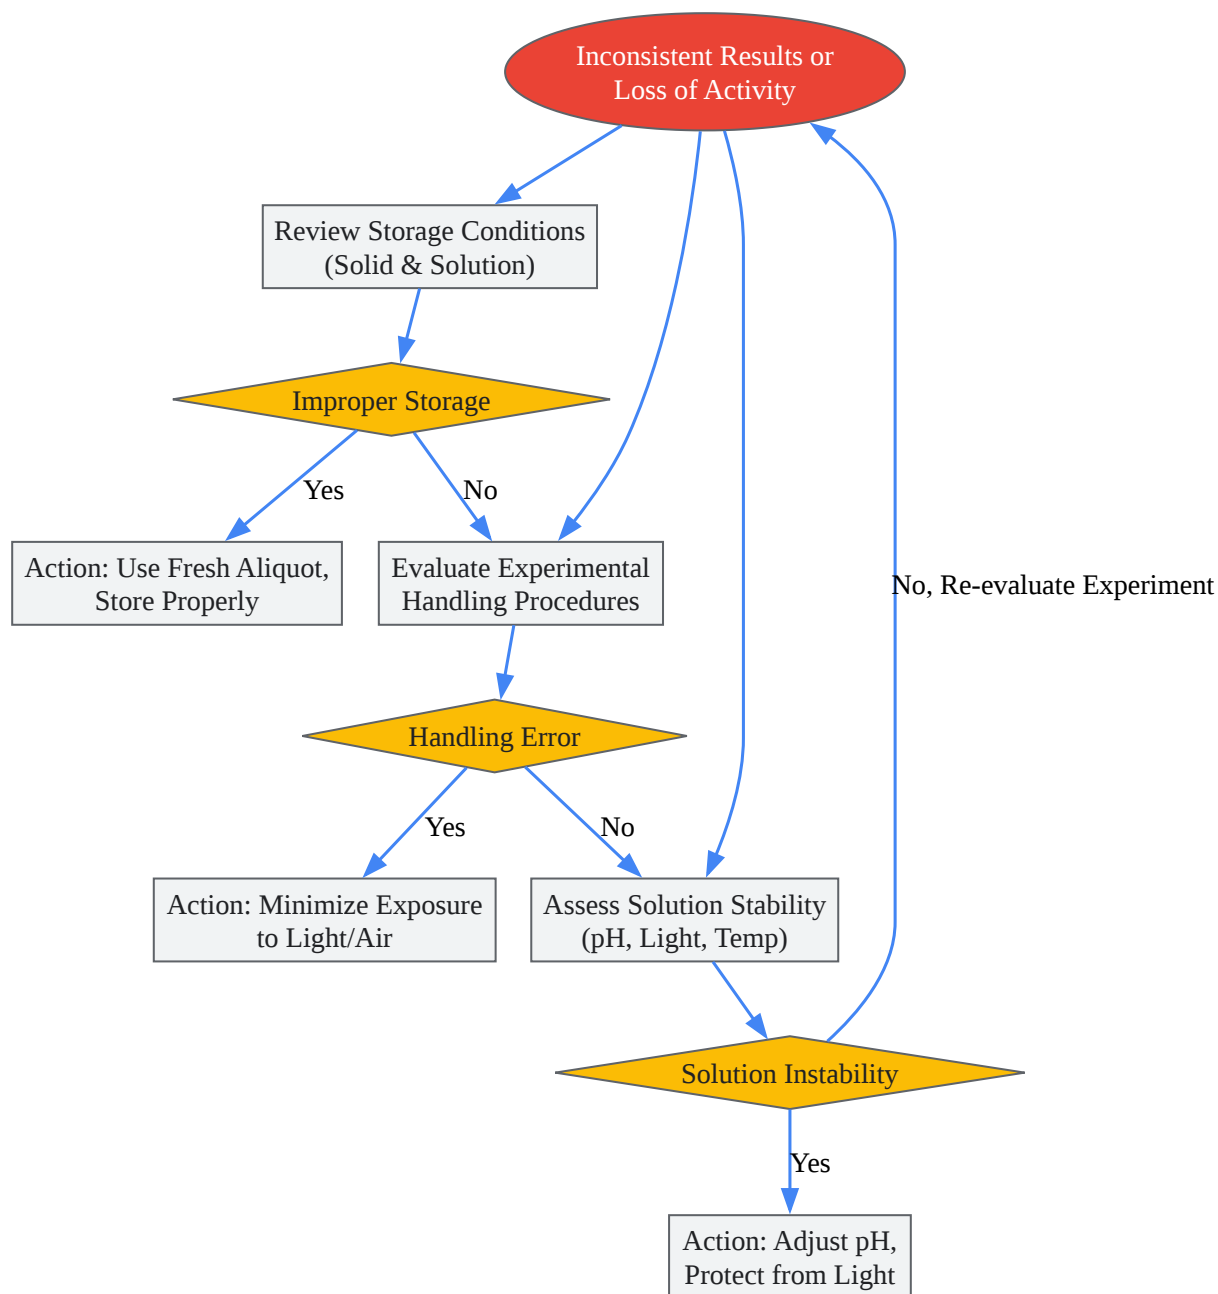 Inconsistent Results or
Loss of Activity
Review Storage Conditions
(Solid & Solution)
Improper Storage
Yes
No
Action: Use Fresh Aliquot,
Store Properly
Evaluate Experimental
Handling Procedures
No, Re-evaluate Experiment
Handling Error
Yes
No
Action: Minimize Exposure
to Light/Air
Assess Solution Stability
(pH, Light, Temp)
Solution Instability
Yes
Action: Adjust pH,
Protect from Light